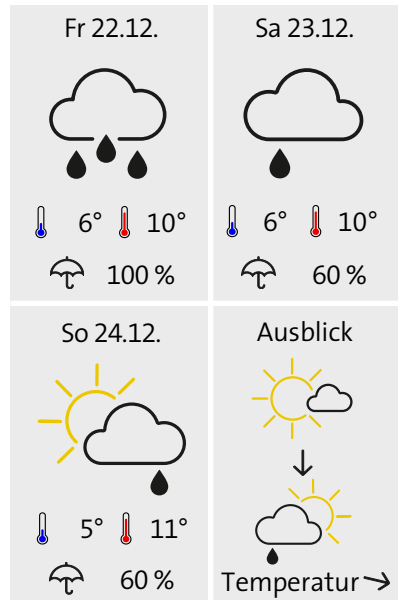 Fr 22.12.
6° 10°
100 %
Sa 23.12.
6° 10°
60 %
So 24.12.
5° 11°
60 %
Ausblick
Temperatur